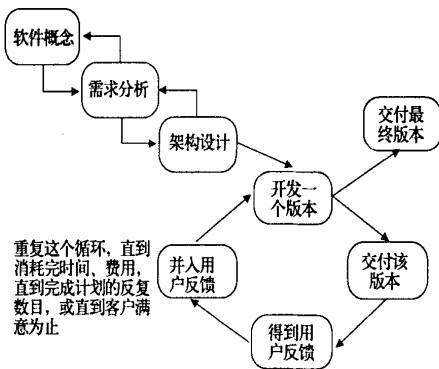 软件概念
需求分析
架构设计
交付最
终版本
开发一
个版本
重复这个循环，直到
消耗完时间、费用，
直到完成计划的反复
数目，或直到客户满
意为止
并入用
户反馈
交付该
版本
得到用
户反馈